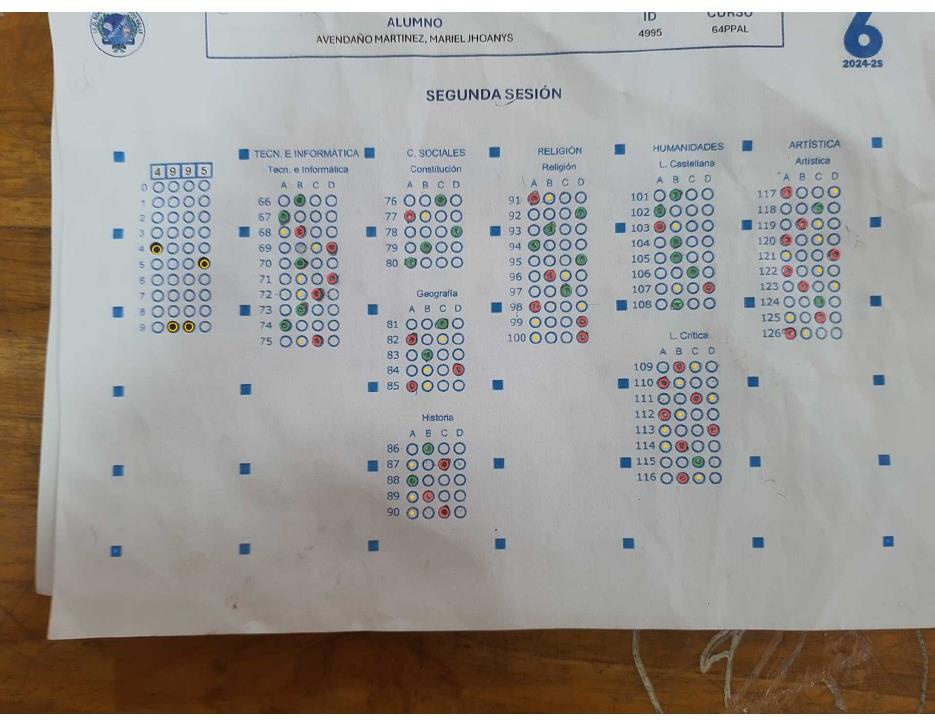 ALUMNO
AVENDAÑO MARTINEZ, MARIEL JHOANYS
ID
4995
CURSO
64PPAL
6
2024-2S
SEGUNDA SESIÓN
4 9 9 5
0
1
2
3
4
5
6
7
8
9
TECN. E INFORMÁTICA
Tecn. e Informática
A B C D
66
67
68
69
70
71
72
73
74
75
C. SOCIALES
Constitución
A B C D
76
77
78
79
80
Geografía
A B C D
81
82
83
84
85
Historia
A B C D
86
87
88
89
90
RELIGIÓN
Religión
A B C D
91
92
93
94
95
96
97
98
99
100
HUMANIDADES
L. Castellana
A B C D
101
102
103
104
105
106
107
108
L. Crítica
A B C D
109
110
111
112
113
114
115
116
ARTÍSTICA
Artística
A B C D
117
118
119
120
121
122
123
124
125
126